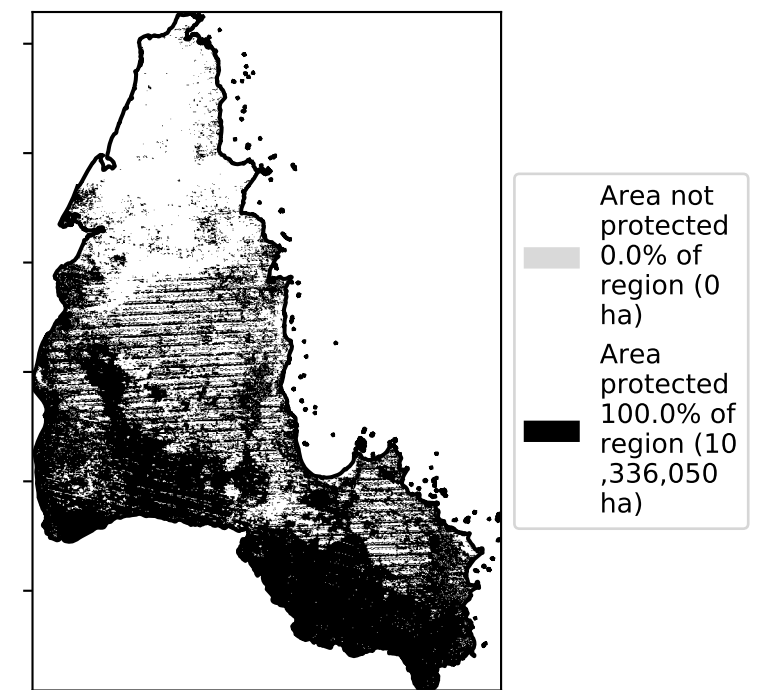 Area not
protected
0.0% of
region (0
ha)
Area
protected
100.0% of
region (10
,336,050
ha)